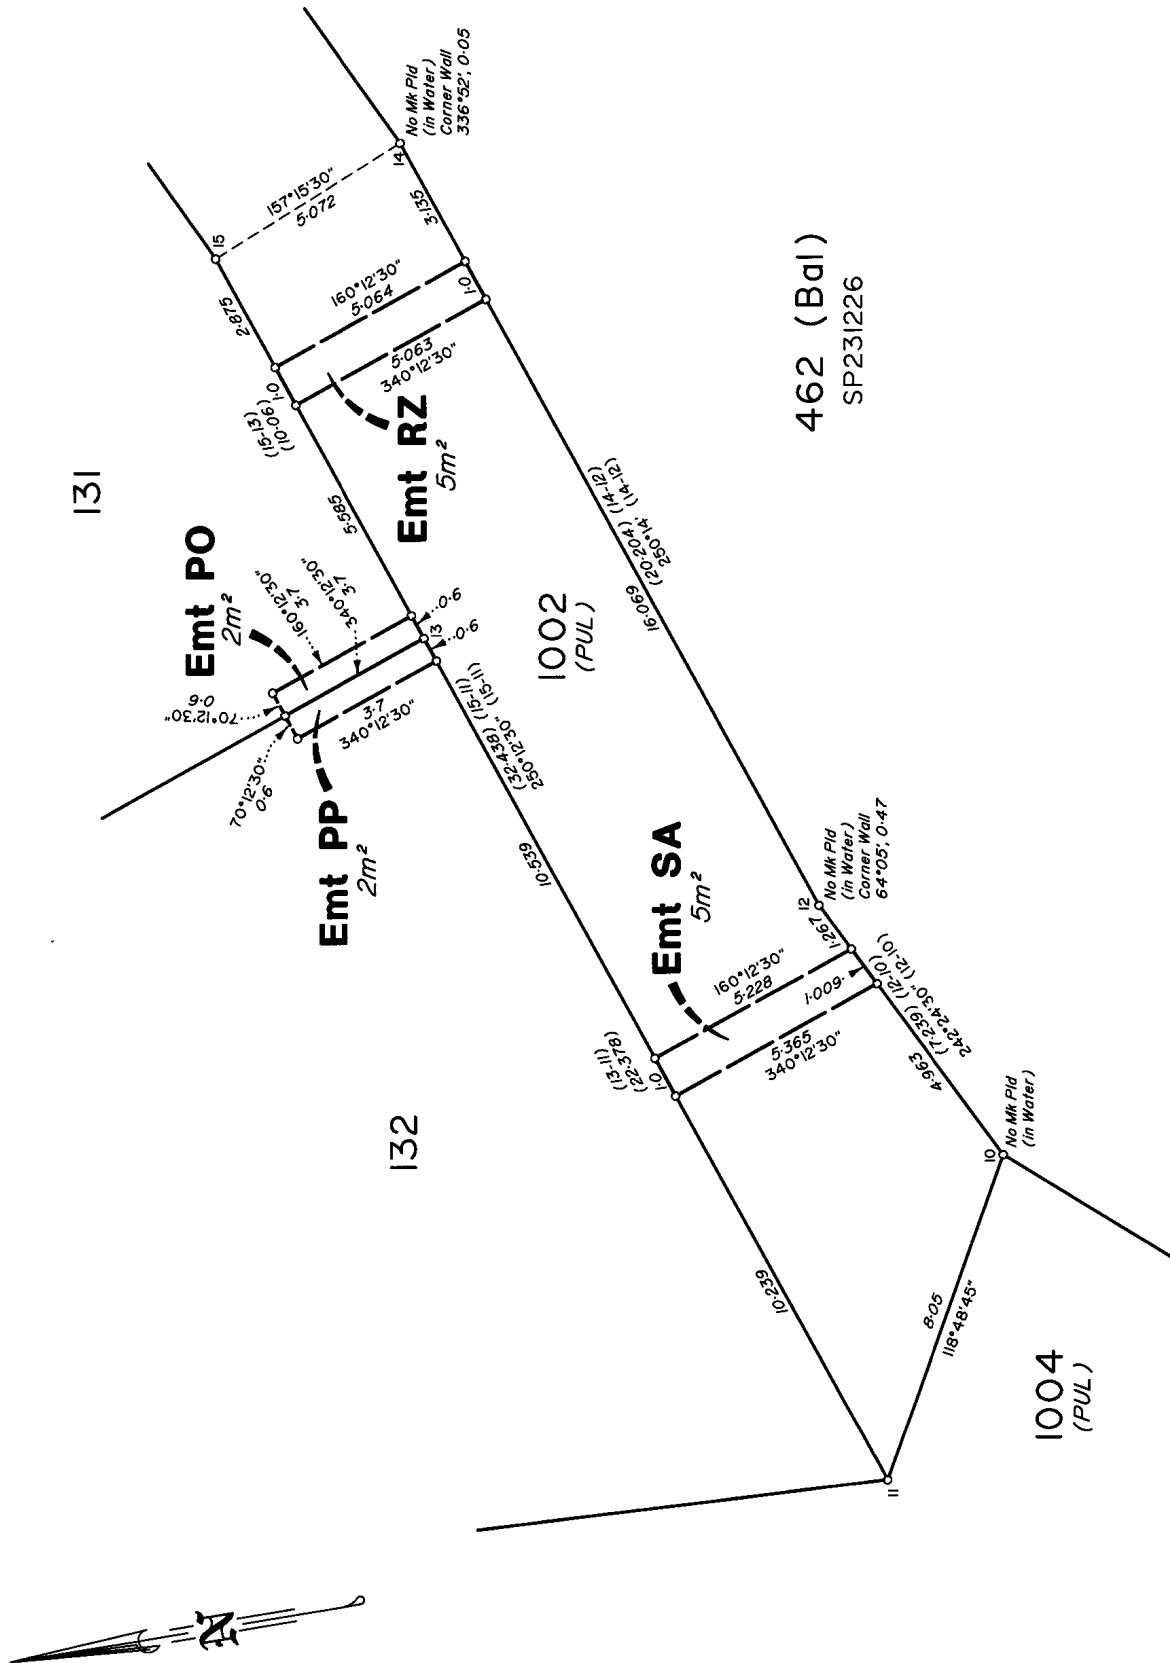 131
15
157°15'30"
5·072
14
No Mk Pld
(in Water)
Corner Wall
336°52', 0·05
2·875
3·135
160°12'30"
5·064
1·0
1·0
5·063
340°12'30"
(15-13)
(10·06)
Emt RZ
5m²
5·585
Emt PO
2m²
160°12'30"
3·7
340°12'30"
3·7
70°12'30"
0·6
0·6
13
0·6
70°12'30"
0·6
3·7
340°12'30"
Emt PP
2m²
(32·438) (15-11)
250°12'30" (15-11)
10·539
1002
(PUL)
16·069
(20·204) (14-12)
250°14' (14-12)
462 (Bal)
SP231226
132
Emt SA
5m²
12
No Mk Pld
(in Water)
Corner Wall
64°05', 0·47
1·267
160°12'30"
5·228
1·009
5·365
340°12'30"
(13-11)
(22·378)
1·0
4·963
(7·239) (12-10)
242°24'30" (12-10)
10
No Mk Pld
(in Water)
10·239
8·05
118°48'45"
11
1004
(PUL)
N